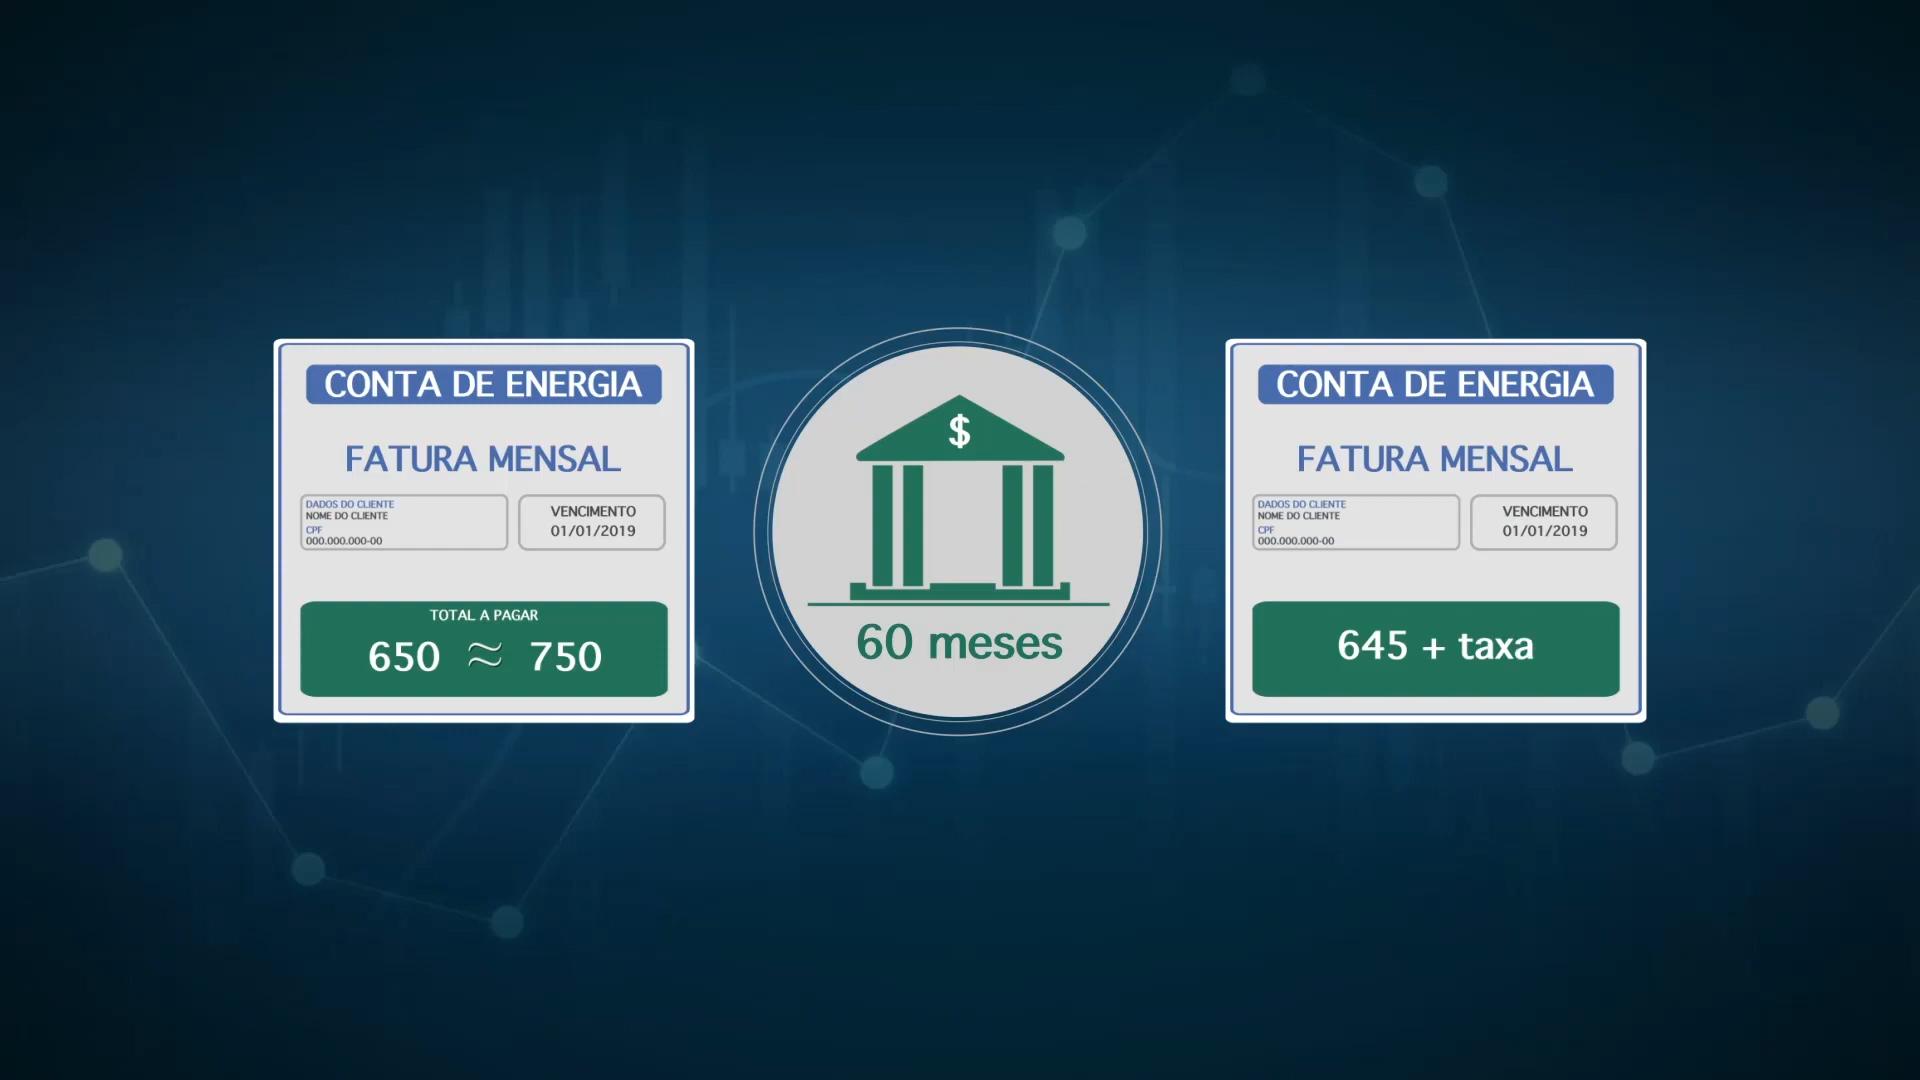 CONTA DE ENERGIA
FATURA MENSAL
DADOS DO CLIENTE
NOME DO CLIENTE
CPF
000.000.000-00
VENCIMENTO
01/01/2019
TOTAL A PAGAR
650 ≈ 750
$
60 meses
CONTA DE ENERGIA
FATURA MENSAL
DADOS DO CLIENTE
NOME DO CLIENTE
CPF
000.000.000-00
VENCIMENTO
01/01/2019
645 + taxa